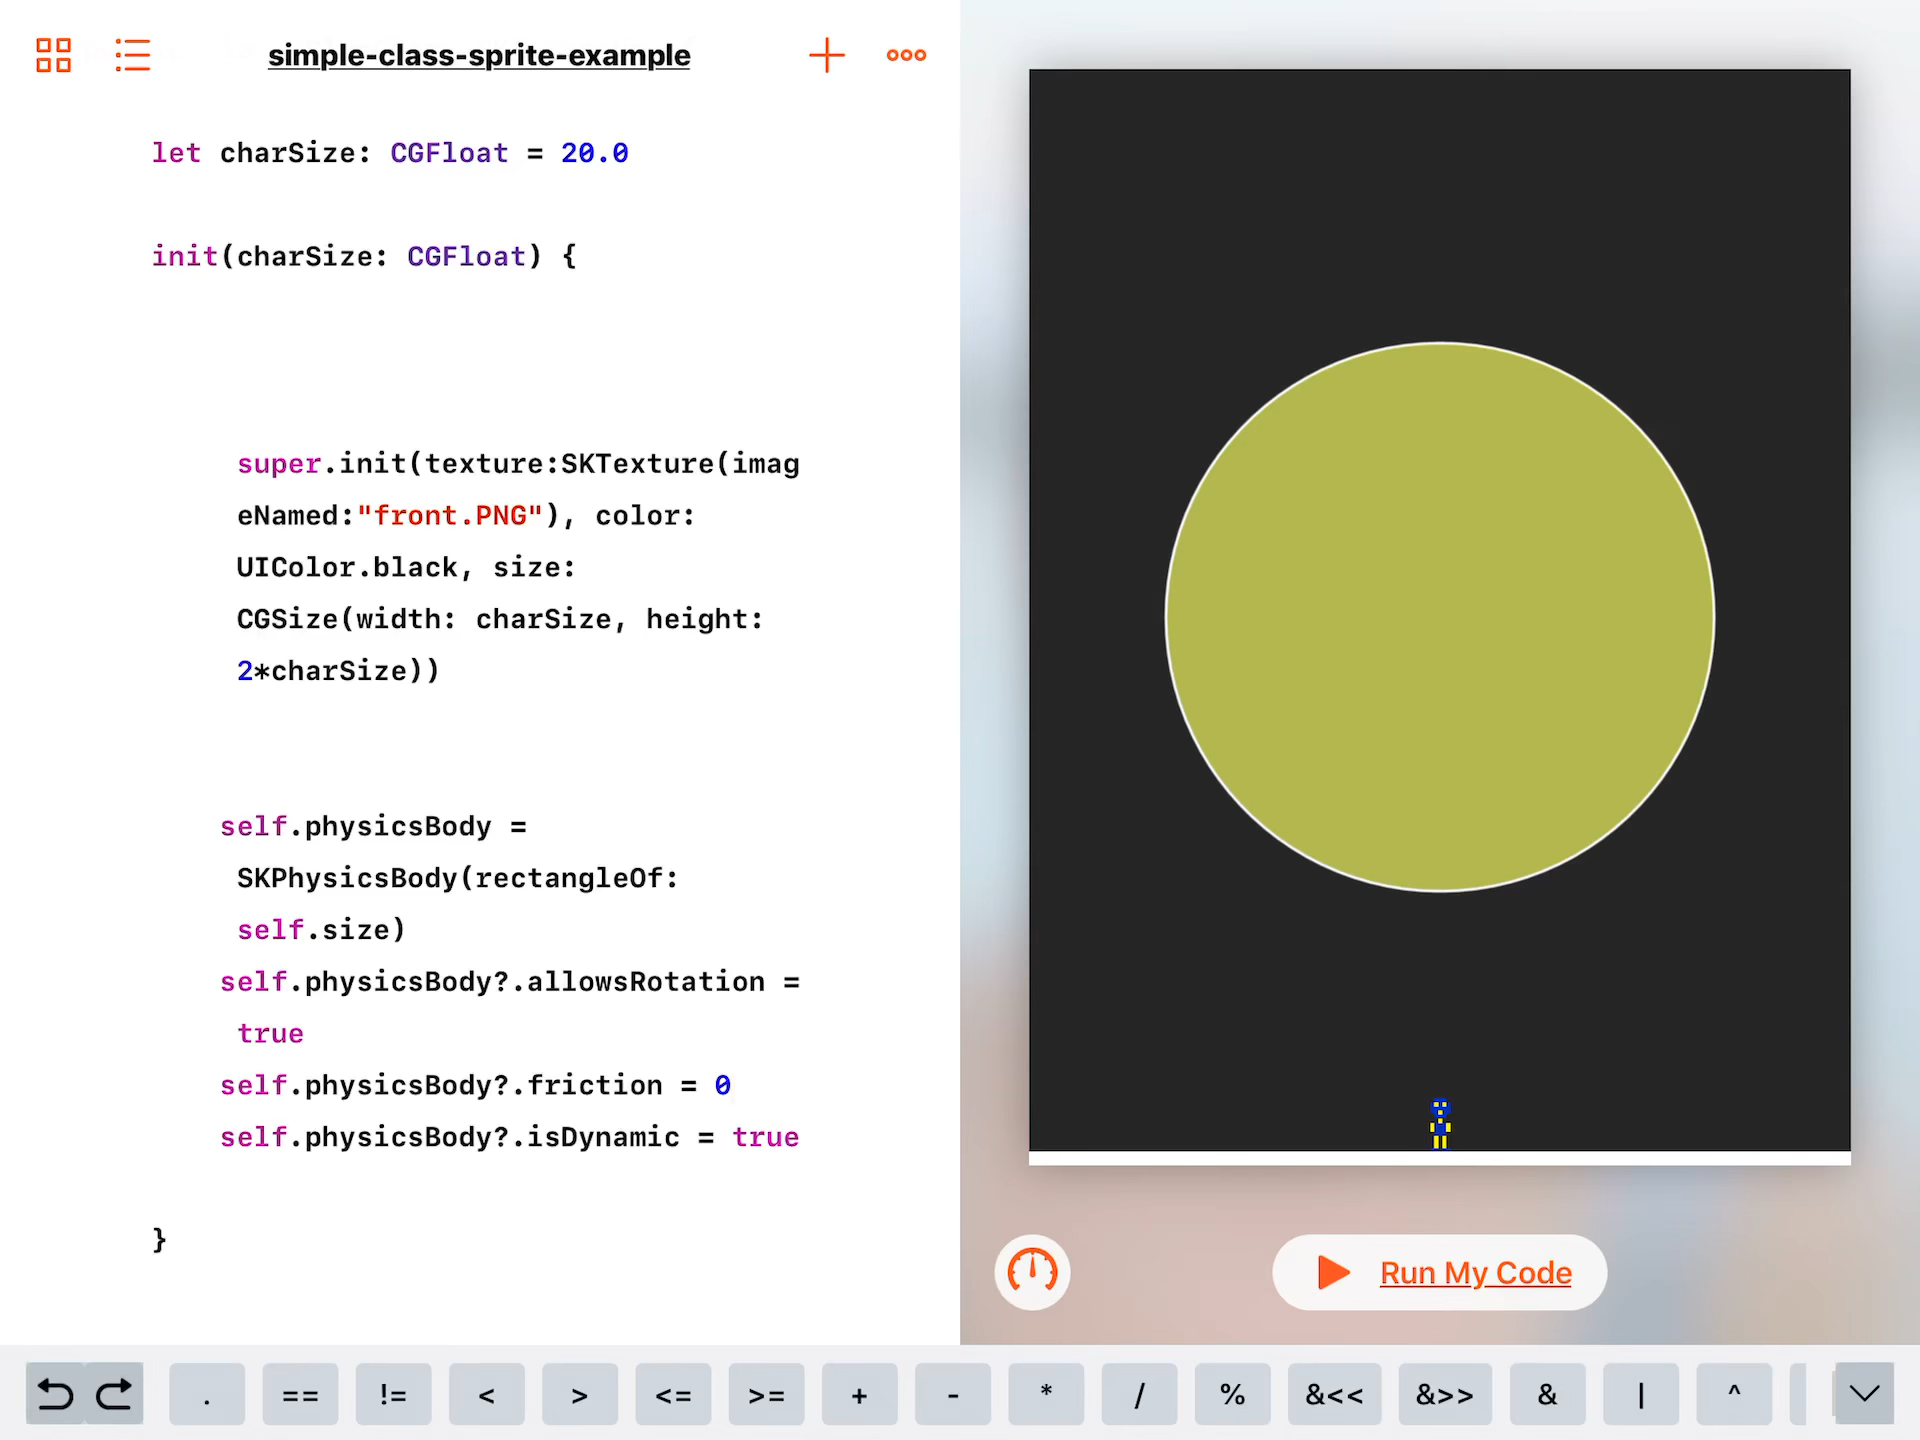 simple-class-sprite-example
let charSize: CGFloat = 20.0
init(charSize: CGFloat) {
super.init(texture:SKTexture(imag
eNamed:"front.PNG"), color:
UIColor.black, size:
CGSize(width: charSize, height:
2*charSize))
self.physicsBody =
SKPhysicsBody(rectangleOf:
self.size)
self.physicsBody?.allowsRotation =
true
self.physicsBody?.friction = 0
self.physicsBody?.isDynamic = true
}
Run My Code
. == != < > <= >= + - * / % &<< &>> & | ^